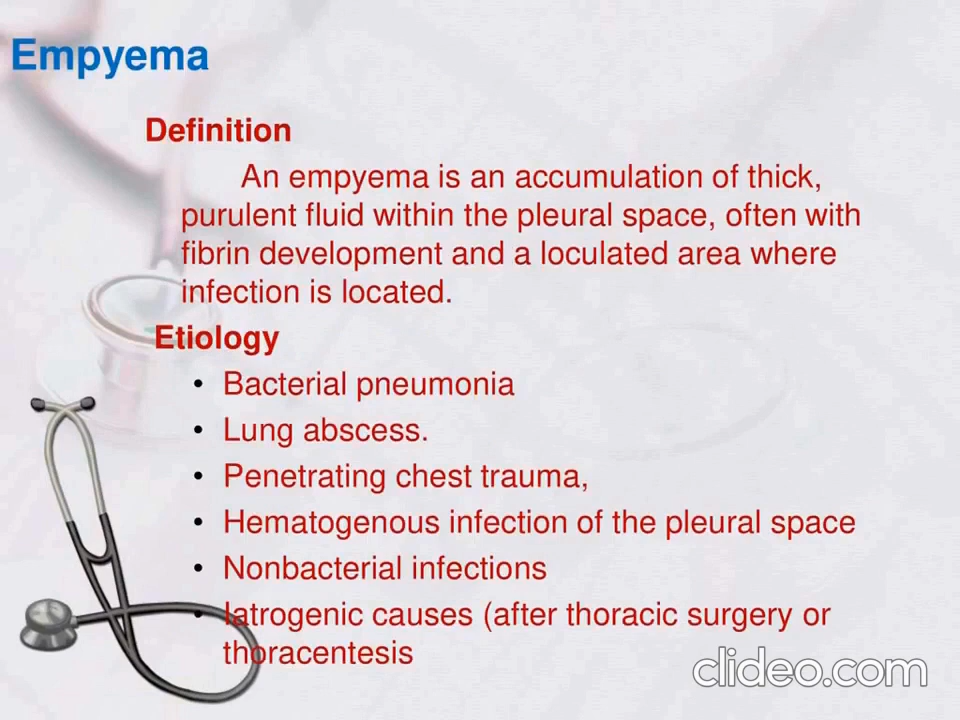 Empyema
Definition
An empyema is an accumulation of thick,
purulent fluid within the pleural space, often with
fibrin development and a loculated area where
infection is located.
Etiology
• Bacterial pneumonia
• Lung abscess.
• Penetrating chest trauma,
• Hematogenous infection of the pleural space
• Nonbacterial infections
• Iatrogenic causes (after thoracic surgery or
thoracentesis
clideo.com